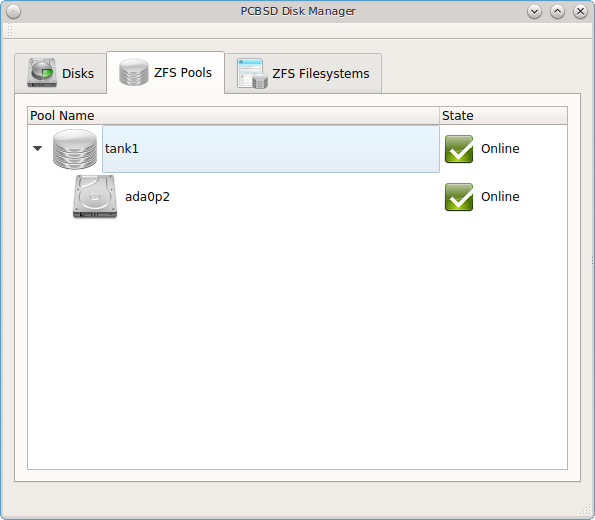 PCBSD Disk Manager
Disks
ZFS Pools
ZFS Filesystems
Pool Name State
tank1 Online
ada0p2 Online